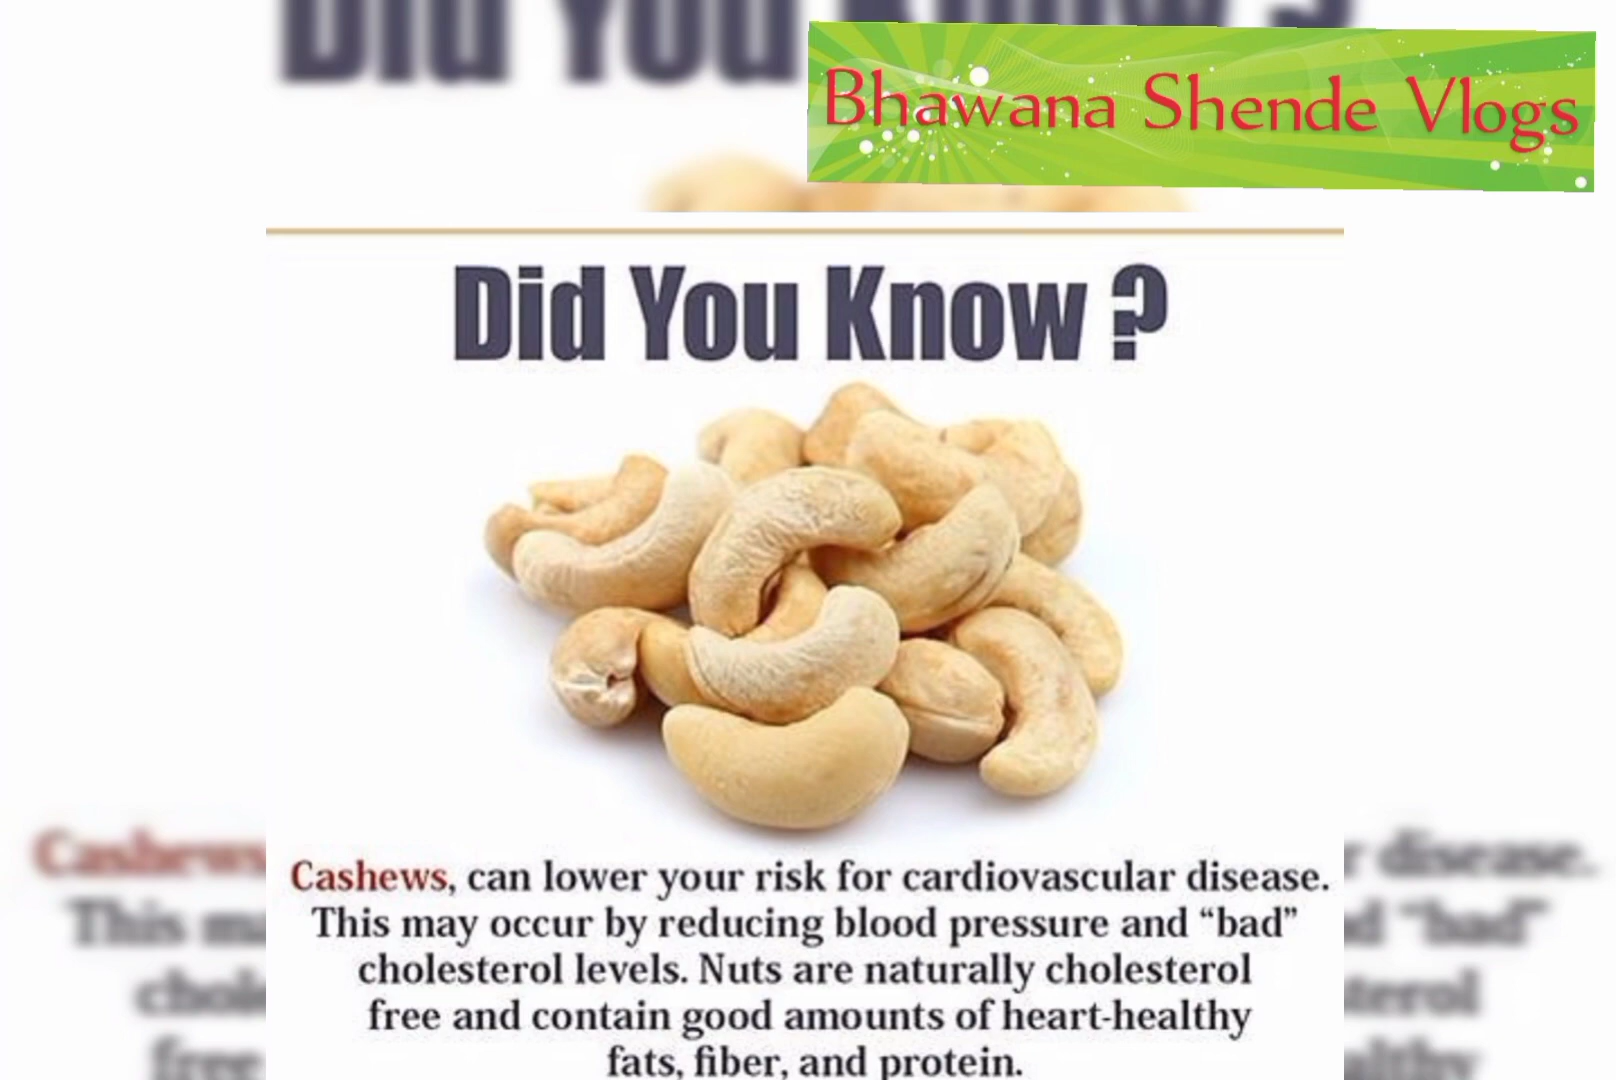 Bhawana Shende Vlogs
Did You Know ?
Cashews, can lower your risk for cardiovascular disease.
This may occur by reducing blood pressure and “bad”
cholesterol levels. Nuts are naturally cholesterol
free and contain good amounts of heart-healthy
fats, fiber, and protein.